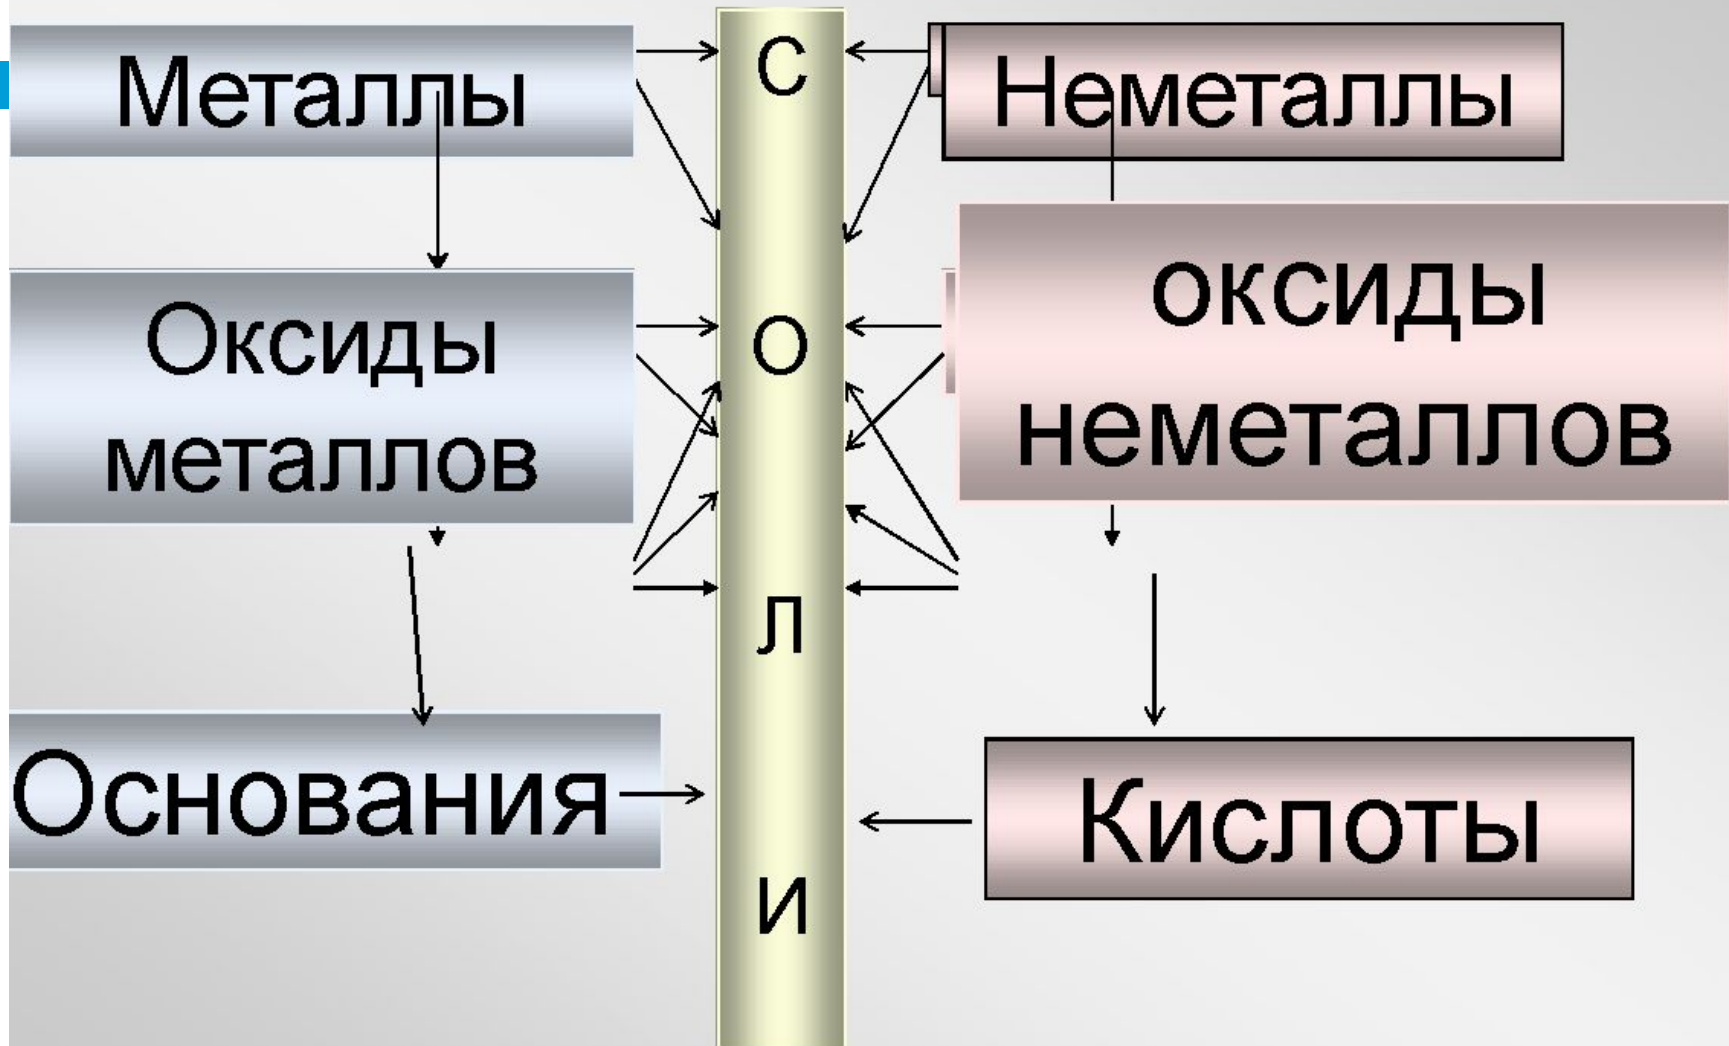 Металлы
Оксиды
металлов
Основания
С
О
Л
И
Неметаллы
оксиды
неметаллов
Кислоты